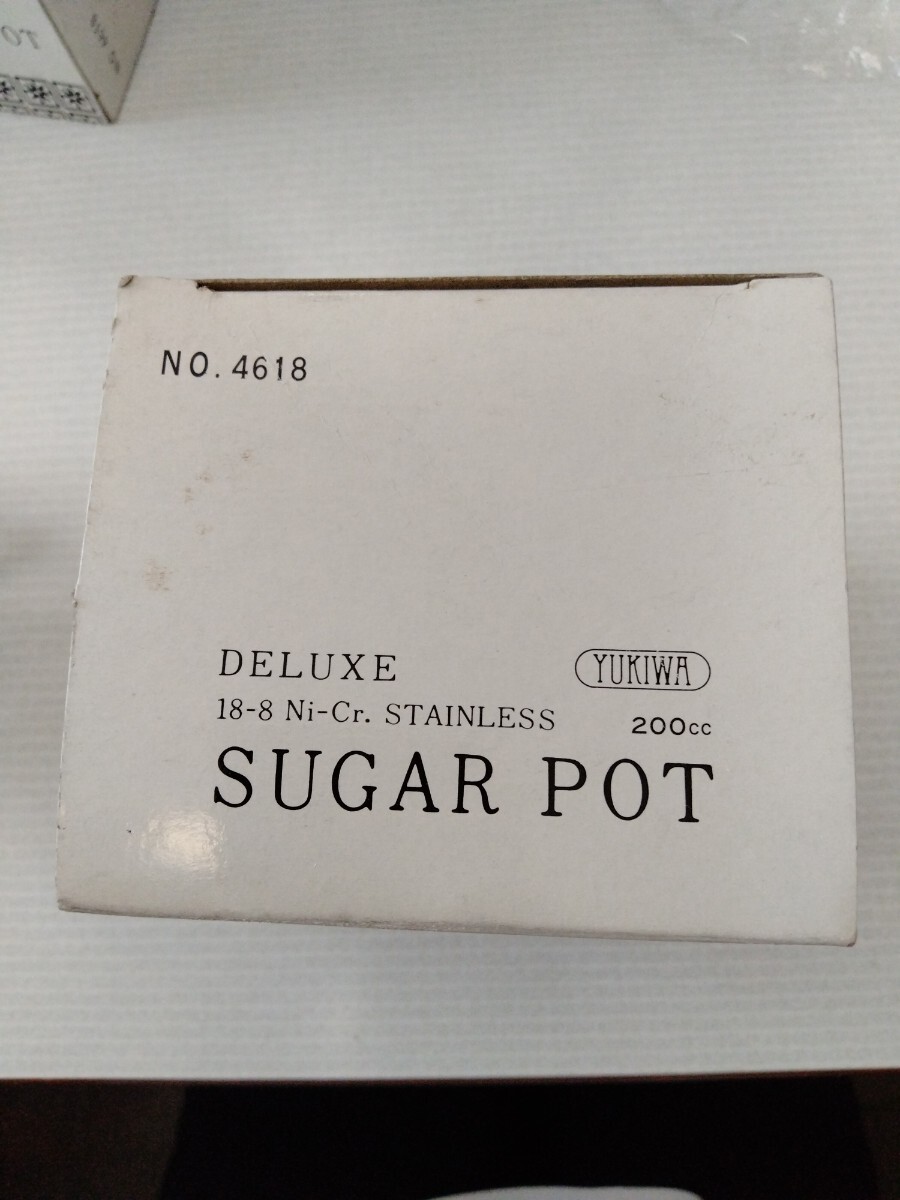 NO. 4618
DELUXE
YUKIWA
18-8 Ni-Cr. STAINLESS
200cc
SUGAR POT